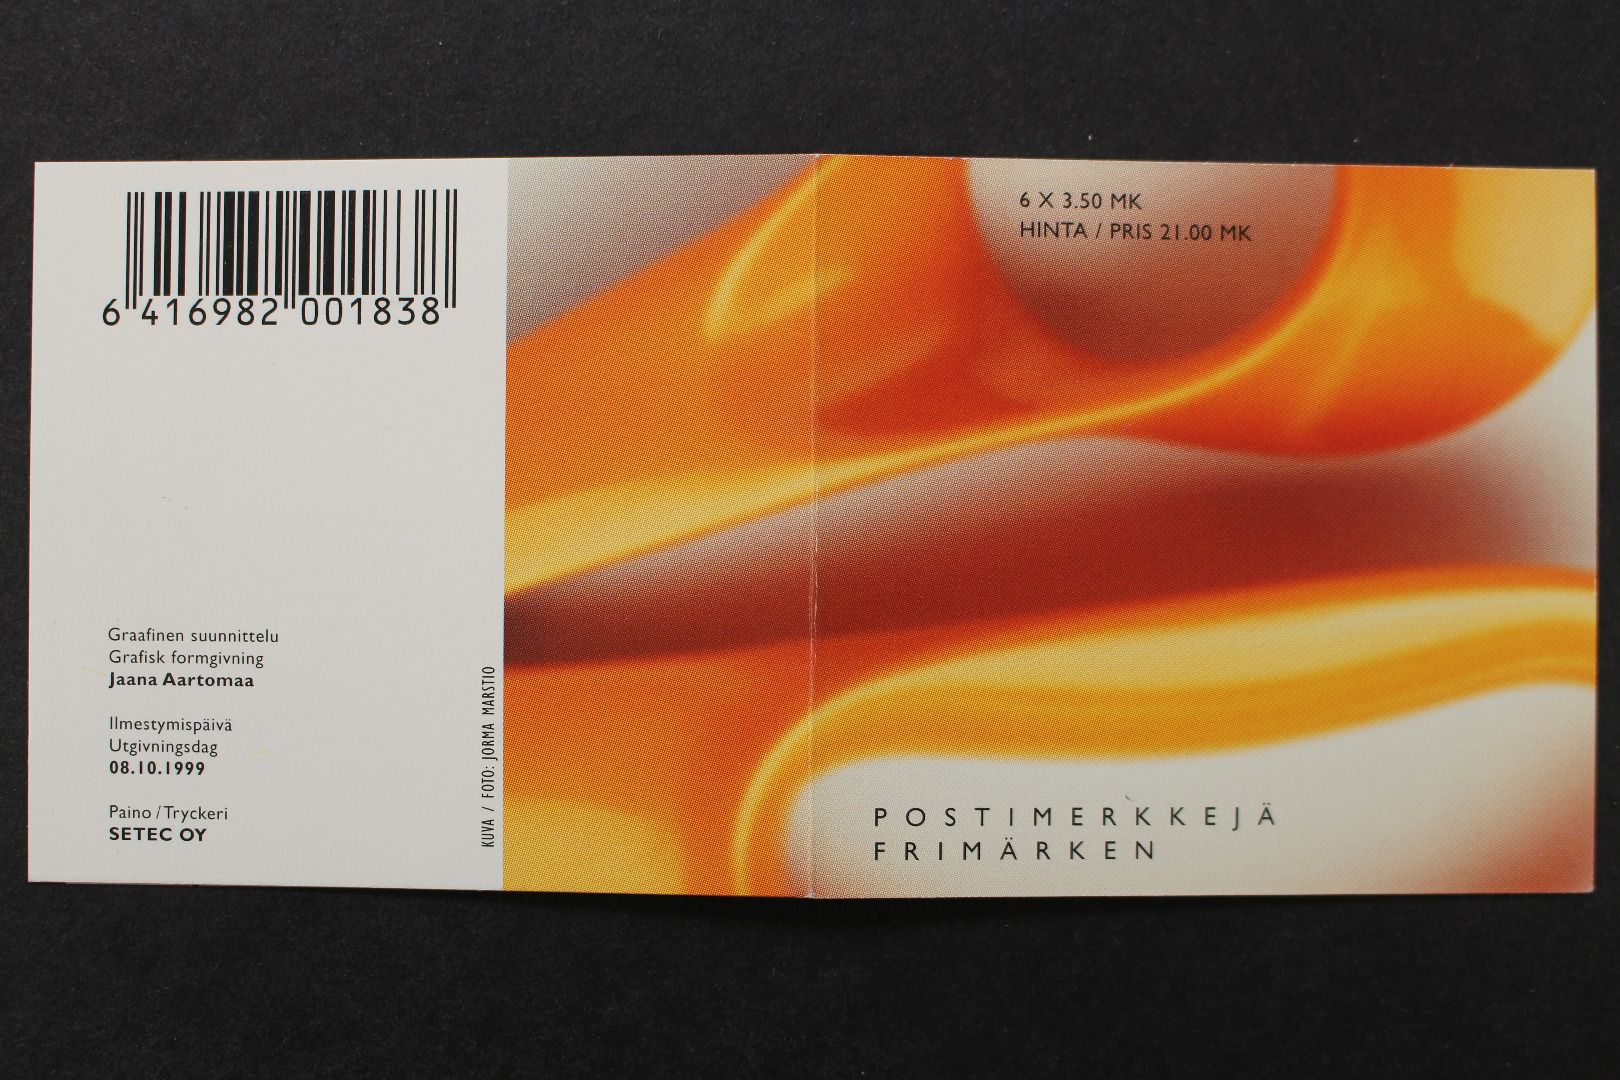 6 416982 001838
Graafinen suunnittelu
Grafisk formgivning
Jaana Aartomaa
Ilmestymispäivä
Utgivningsdag
08.10.1999
Paino / Tryckeri
SETEC OY
KUVA / FOTO: JORMA MARSTIO
6 X 3.50 MK
HINTA / PRIS 21.00 MK
POSTIMERKKEJÄ
FRIMÄRKEN